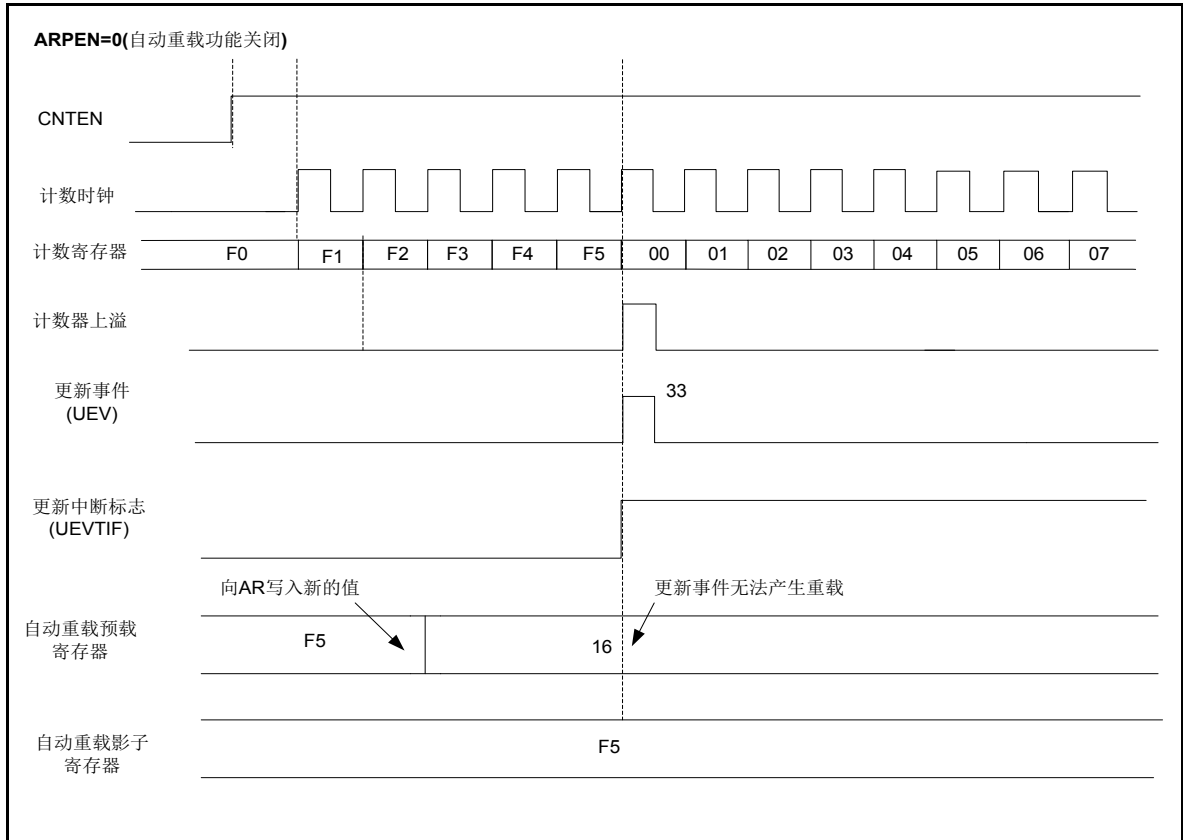 ARPEN=0(自动重载功能关闭)
CNTEN
计数时钟
计数寄存器
F0 F1 F2 F3 F4 F5 00 01 02 03 04 05 06 07
计数器上溢
更新事件
(UEV)
33
更新中断标志
(UEVTIF)
向AR写入新的值
更新事件无法产生重载
自动重载预载
寄存器
F5
16
自动重载影子
寄存器
F5